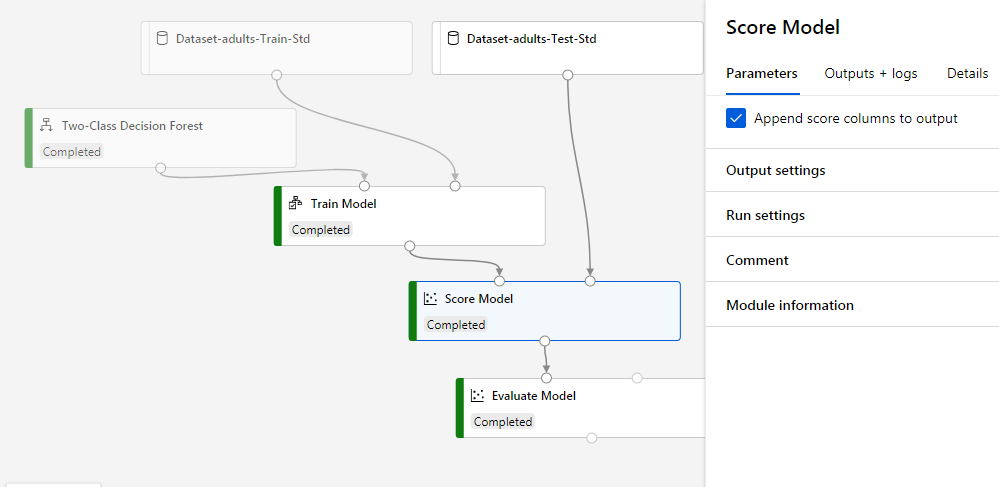 Dataset-adults-Train-Std
Dataset-adults-Test-Std
Two-Class Decision Forest
Completed
Train Model
Completed
Score Model
Completed
Evaluate Model
Completed
Score Model
Parameters Outputs + logs Details
Append score columns to output
Output settings
Run settings
Comment
Module information